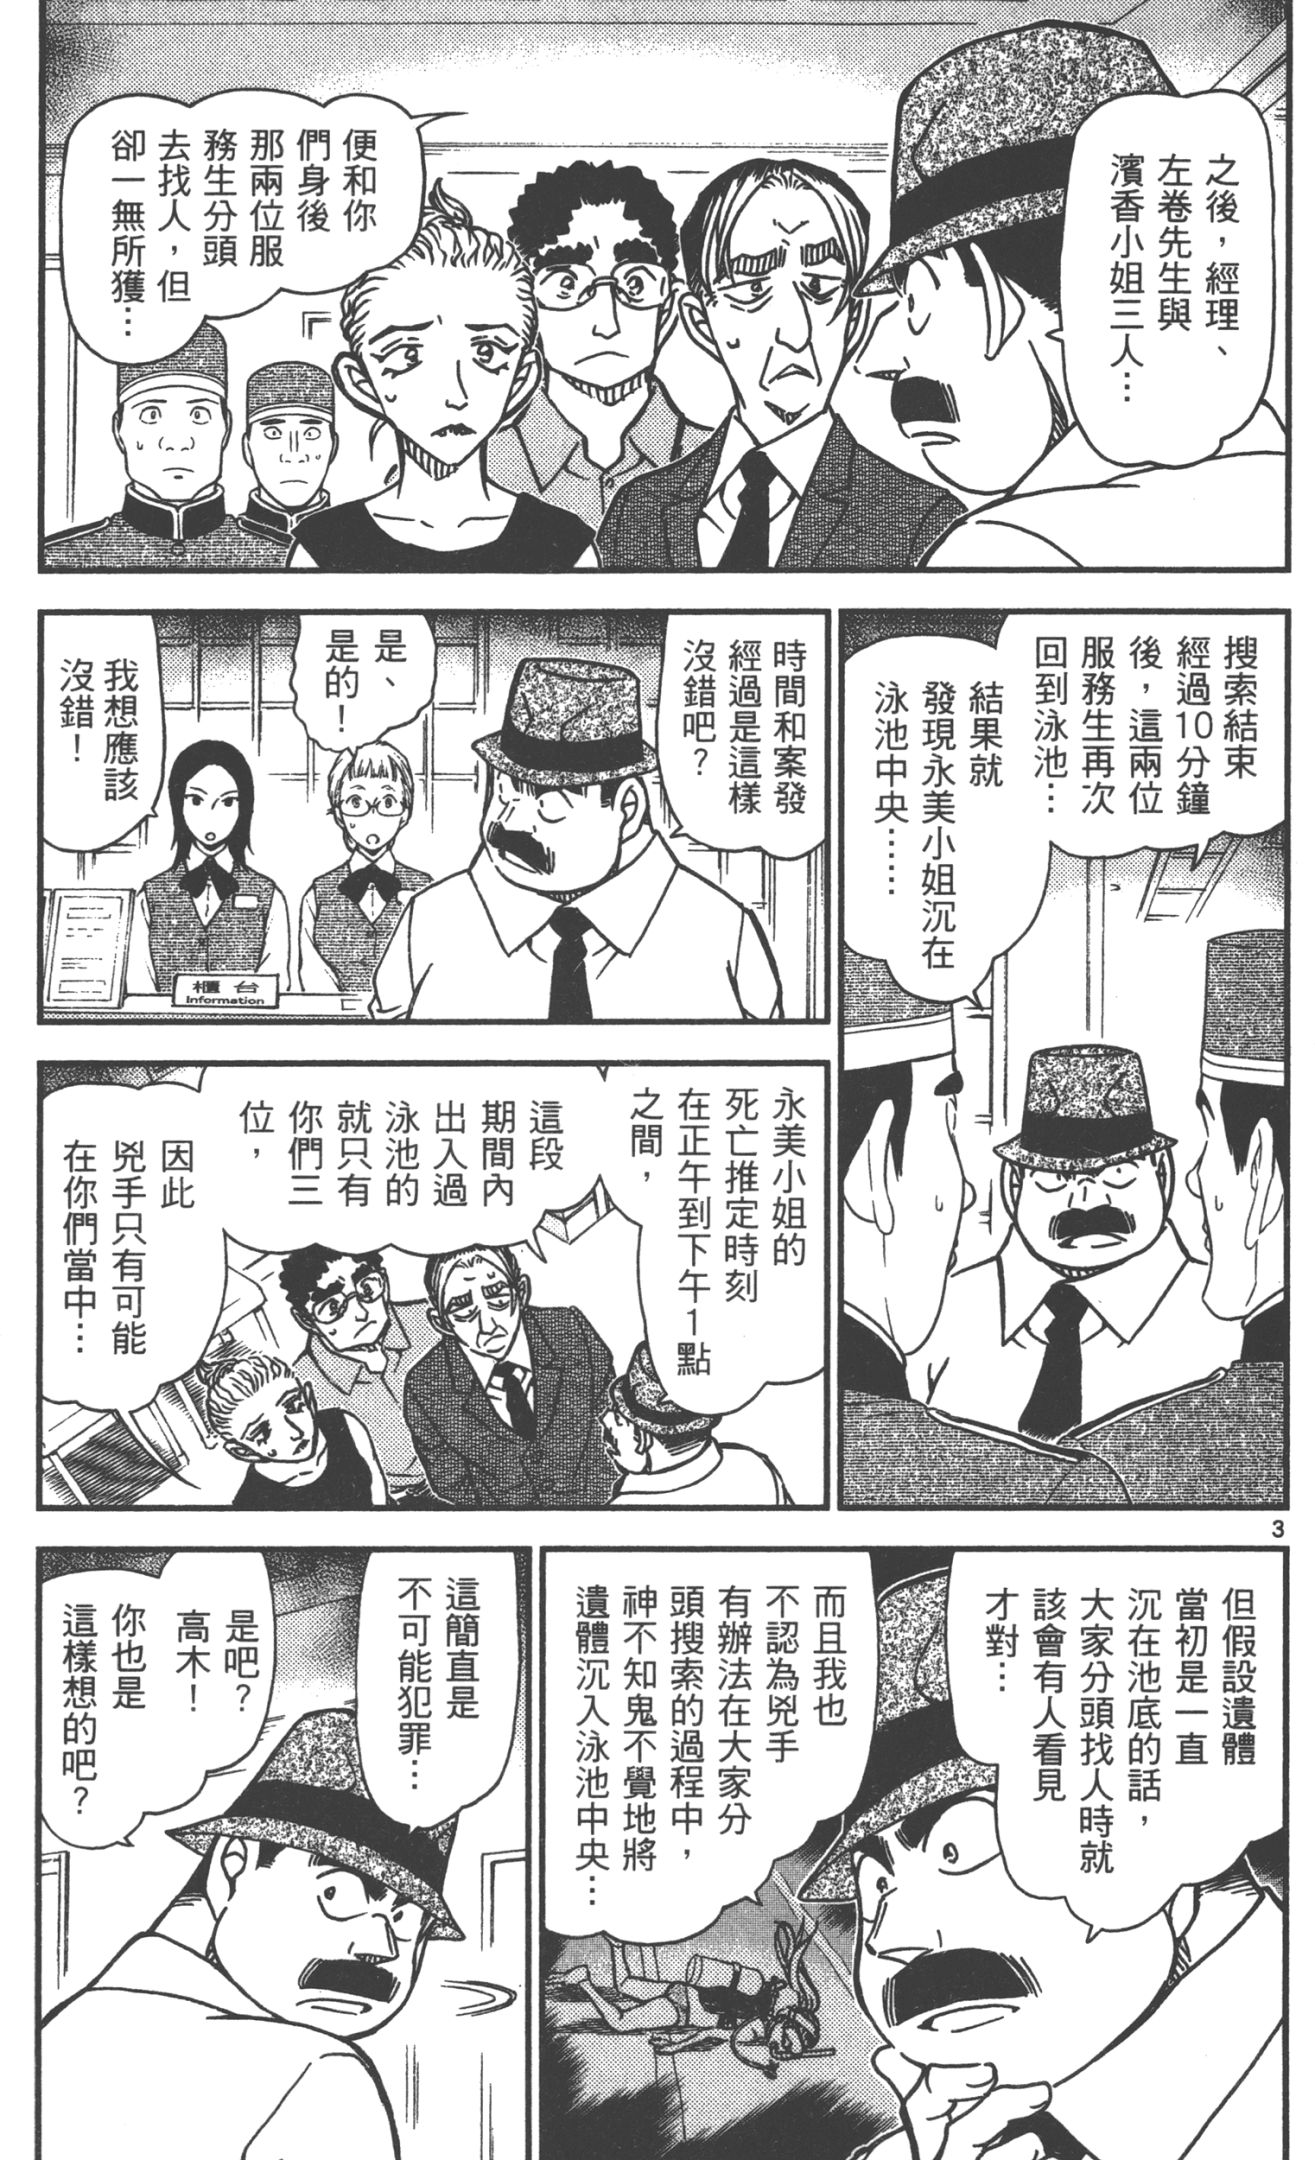 之後，經理、
左卷先生與
濱香小姐三人…
便和你
們身後
那兩位服
務生分頭
去找人，但
卻一無所獲…
搜索結束
經過10分鐘
後，這兩位
服務生再次
回到泳池…
結果就
發現永美小姐沉在
泳池中央……
時間和案發
經過是這樣
沒錯吧？
是、
是的！
我想應該
沒錯！
櫃台
Information
永美小姐的
死亡推定時刻
在正午到下午1點
之間，
這段
期間內
出入過
泳池的
就只有
你們三
位，
因此
兇手只有可能
在你們當中…
3
但假設遺體
當初是一直
沉在池底的話，
大家分頭找人時就
該會有人看見
才對…
而且我也
不認為兇手
有辦法在大家分
頭搜索的過程中，
神不知鬼不覺地將
遺體沉入泳池中央…
這簡直是
不可能犯罪…
是吧？
高木！
你也是
這樣想的吧？